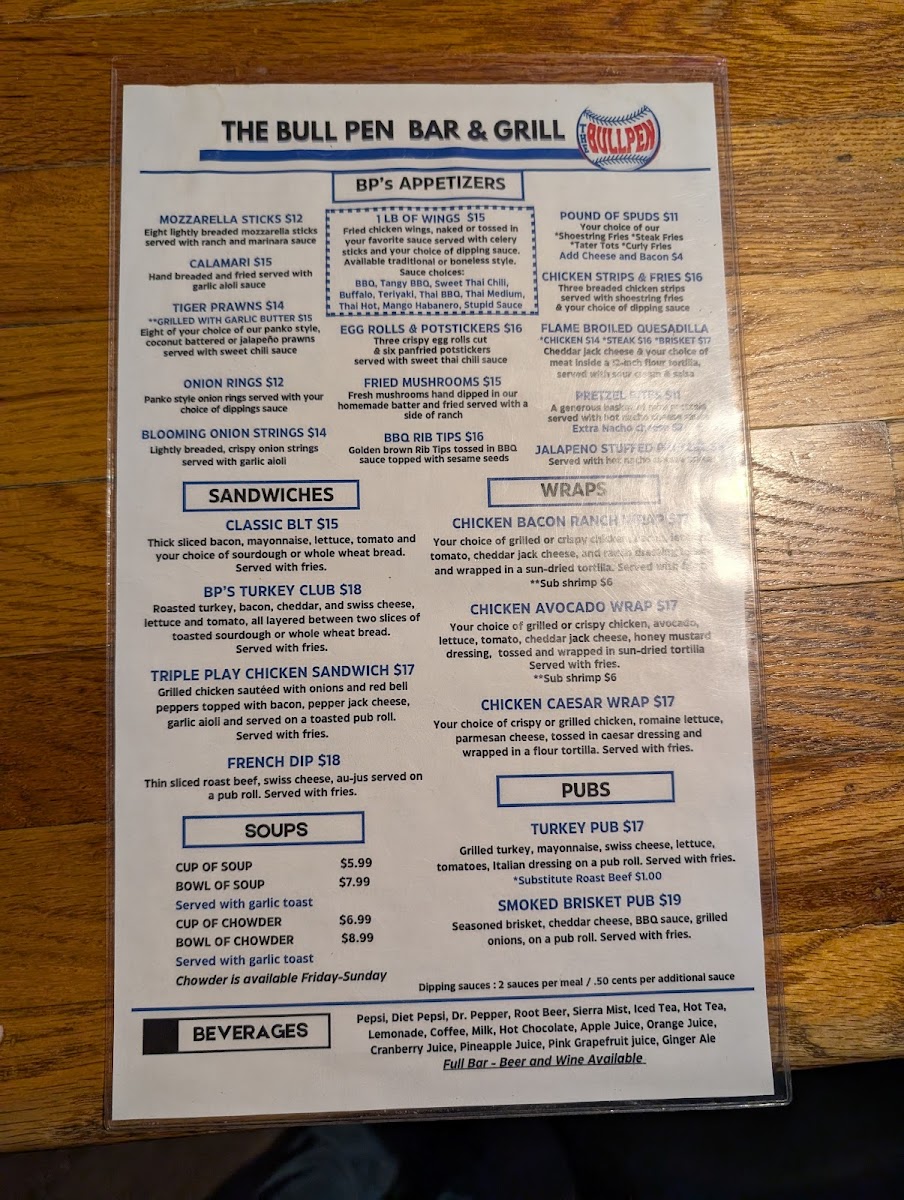 THE BULL PEN BAR & GRILL
THE
BULLPEN
BP's APPETIZERS
MOZZARELLA STICKS $12
Eight lightly breaded mozzarella sticks
served with ranch and marinara sauce
CALAMARI $15
Hand breaded and fried served with
garlic aioli sauce
TIGER PRAWNS $14
**GRILLED WITH GARLIC BUTTER $15
Eight of your choice of our panko style,
coconut battered or jalapeño prawns
served with sweet chili sauce
ONION RINGS $12
Panko style onion rings served with your
choice of dippings sauce
BLOOMING ONION STRINGS $14
Lightly breaded, crispy onion strings
served with garlic aioli
1 LB OF WINGS $15
Fried chicken wings, naked or tossed in
your favorite sauce served with celery
sticks and your choice of dipping sauce.
Available traditional or boneless style.
Sauce choices:
BBQ, Tangy BBQ, Sweet Thai Chili,
Buffalo, Teriyaki, Thai BBQ, Thai Medium,
Thai Hot, Mango Habanero, Stupid Sauce
EGG ROLLS & POTSTICKERS $16
Three crispy egg rolls cut
& six panfried potstickers
served with sweet thai chili sauce
FRIED MUSHROOMS $15
Fresh mushrooms hand dipped in our
homemade batter and fried served with a
side of ranch
BBQ RIB TIPS $16
Golden brown Rib Tips tossed in BBQ
sauce topped with sesame seeds
POUND OF SPUDS $11
Your choice of our
*Shoestring Fries *Steak Fries
*Tater Tots *Curly Fries
Add Cheese and Bacon $4
CHICKEN STRIPS & FRIES $16
Three breaded chicken strips
served with shoestring fries
& your choice of dipping sauce
FLAME BROILED QUESADILLA
*CHICKEN $14 *STEAK $16 *BRISKET $17
Cheddar jack cheese & your choice of
meat inside a 12-inch flour tortilla,
served with sour cream & salsa
PRETZEL BITES $11
A generous basket of
served with hot nacho cheese
Extra Nacho cheese
JALAPENO STUFFED
Served with hot nacho cheese
SANDWICHES
CLASSIC BLT $15
Thick sliced bacon, mayonnaise, lettuce, tomato and
your choice of sourdough or whole wheat bread.
Served with fries.
BP'S TURKEY CLUB $18
Roasted turkey, bacon, cheddar, and swiss cheese,
lettuce and tomato, all layered between two slices of
toasted sourdough or whole wheat bread.
Served with fries.
TRIPLE PLAY CHICKEN SANDWICH $17
Grilled chicken sautéed with onions and red bell
peppers topped with bacon, pepper jack cheese,
garlic aioli and served on a toasted pub roll.
Served with fries.
FRENCH DIP $18
Thin sliced roast beef, swiss cheese, au-jus served on
a pub roll. Served with fries.
WRAPS
CHICKEN BACON RANCH WRAP $17
Your choice of grilled or crispy chicken
tomato, cheddar jack cheese, and ranch dressing
and wrapped in a sun-dried tortilla. Served with
**Sub shrimp $6
CHICKEN AVOCADO WRAP $17
Your choice of grilled or crispy chicken, avocado,
lettuce, tomato, cheddar jack cheese, honey mustard
dressing, tossed and wrapped in sun-dried tortilla
Served with fries.
**Sub shrimp $6
CHICKEN CAESAR WRAP $17
Your choice of crispy or grilled chicken, romaine lettuce,
parmesan cheese, tossed in caesar dressing and
wrapped in a flour tortilla. Served with fries.
SOUPS
CUP OF SOUP $5.99
BOWL OF SOUP $7.99
Served with garlic toast
CUP OF CHOWDER $6.99
BOWL OF CHOWDER $8.99
Served with garlic toast
Chowder is available Friday-Sunday
PUBS
TURKEY PUB $17
Grilled turkey, mayonnaise, swiss cheese, lettuce,
tomatoes, Italian dressing on a pub roll. Served with fries.
*Substitute Roast Beef $1.00
SMOKED BRISKET PUB $19
Seasoned brisket, cheddar cheese, BBQ sauce, grilled
onions, on a pub roll. Served with fries.
Dipping sauces : 2 sauces per meal / .50 cents per additional sauce
BEVERAGES
Pepsi, Diet Pepsi, Dr. Pepper, Root Beer, Sierra Mist, Iced Tea, Hot Tea,
Lemonade, Coffee, Milk, Hot Chocolate, Apple Juice, Orange Juice,
Cranberry Juice, Pineapple Juice, Pink Grapefruit juice, Ginger Ale
Full Bar - Beer and Wine Available